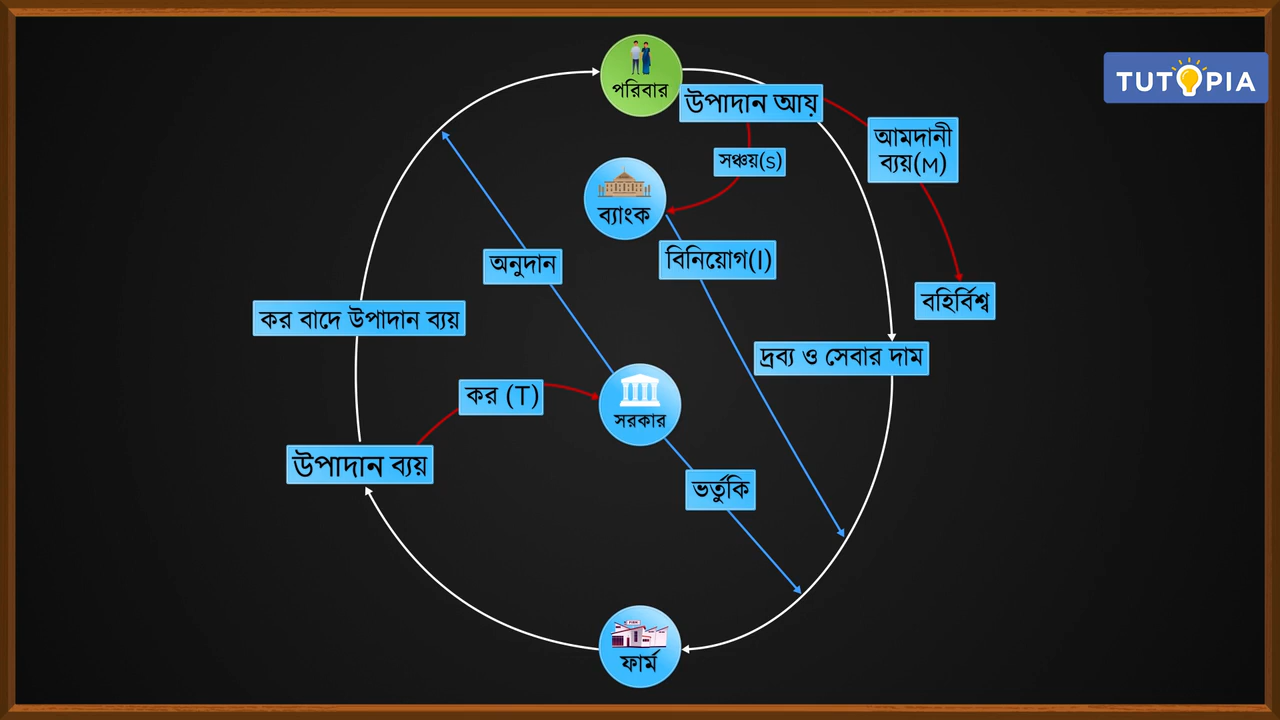 TUTOPIA
পরিবার
উপাদান আয়
আমদানী
ব্যয়(M)
সঞ্চয়(S)
ব্যাংক
বিনিয়োগ(I)
অনুদান
বহির্বিশ্ব
কর বাদে উপাদান ব্যয়
দ্রব্য ও সেবার দাম
কর (T)
সরকার
উপাদান ব্যয়
ভর্তুকি
ফার্ম